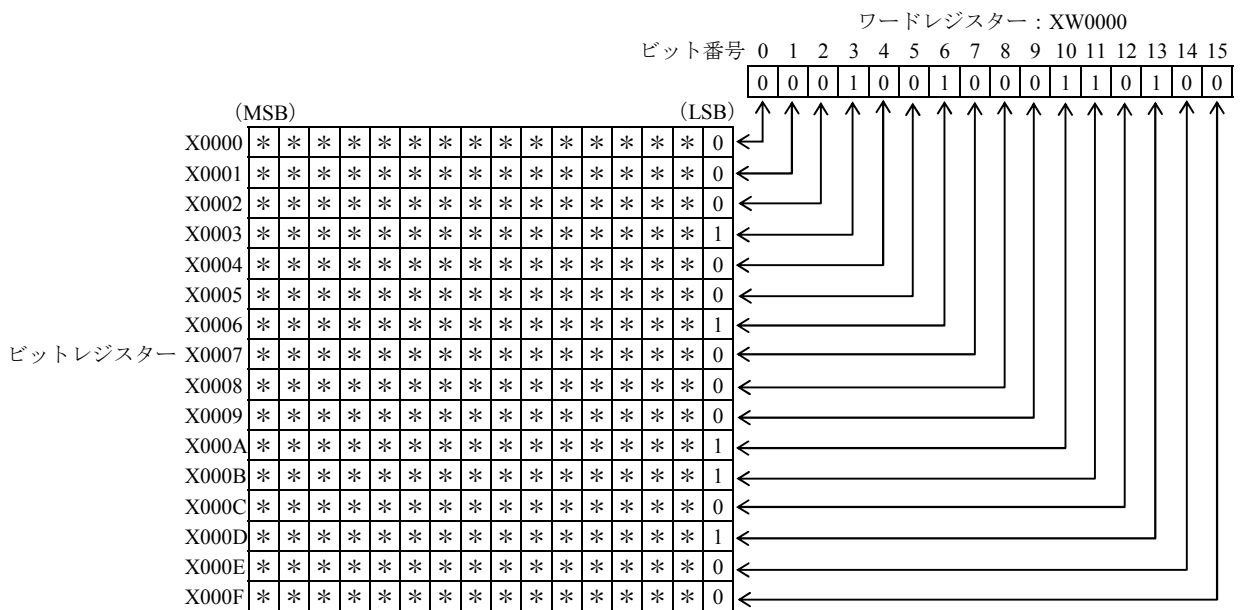 ワードレジスター：XW0000
ビット番号 0 1 2 3 4 5 6 7 8 9 10 11 12 13 14 15
0 0 0 1 0 0 1 0 0 0 1 1 0 1 0 0
(MSB) (LSB)
X0000 * * * * * * * * * * * * * * * 0
X0001 * * * * * * * * * * * * * * * 0
X0002 * * * * * * * * * * * * * * * 0
X0003 * * * * * * * * * * * * * * * 1
X0004 * * * * * * * * * * * * * * * 0
X0005 * * * * * * * * * * * * * * * 0
X0006 * * * * * * * * * * * * * * * 1
ビットレジスター X0007 * * * * * * * * * * * * * * * 0
X0008 * * * * * * * * * * * * * * * 0
X0009 * * * * * * * * * * * * * * * 0
X000A * * * * * * * * * * * * * * * 1
X000B * * * * * * * * * * * * * * * 1
X000C * * * * * * * * * * * * * * * 0
X000D * * * * * * * * * * * * * * * 1
X000E * * * * * * * * * * * * * * * 0
X000F * * * * * * * * * * * * * * * 0